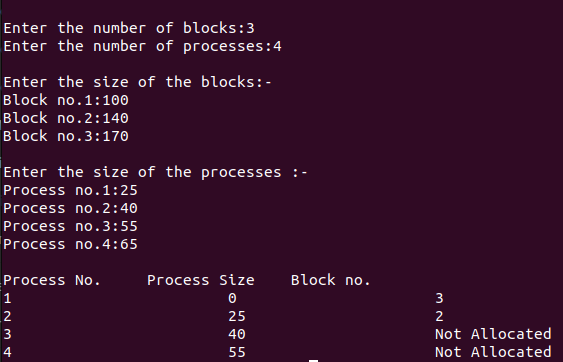 Enter the number of blocks:3
Enter the number of processes:4
Enter the size of the blocks:-
Block no.1:100
Block no.2:140
Block no.3:170
Enter the size of the processes :-
Process no.1:25
Process no.2:40
Process no.3:55
Process no.4:65
Process No. Process Size Block no.
1 0 3
2 25 2
3 40 Not Allocated
4 55 Not Allocated